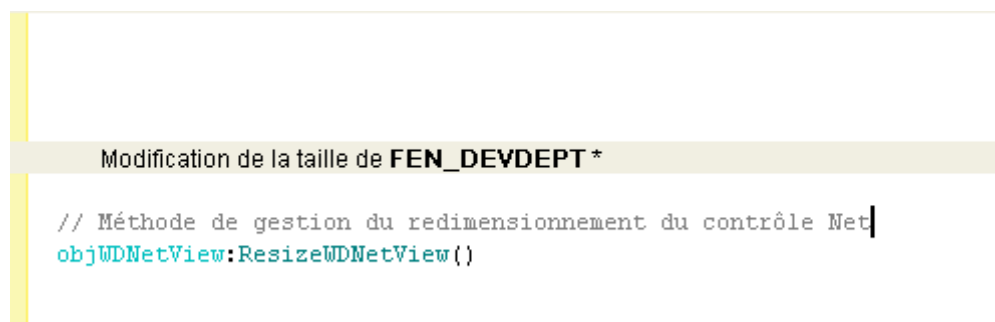 Modification de la taille de FEN_DEVDEPT *
// Méthode de gestion du redimensionnement du contrôle Net
objWDNetView:ResizeWDNetView()